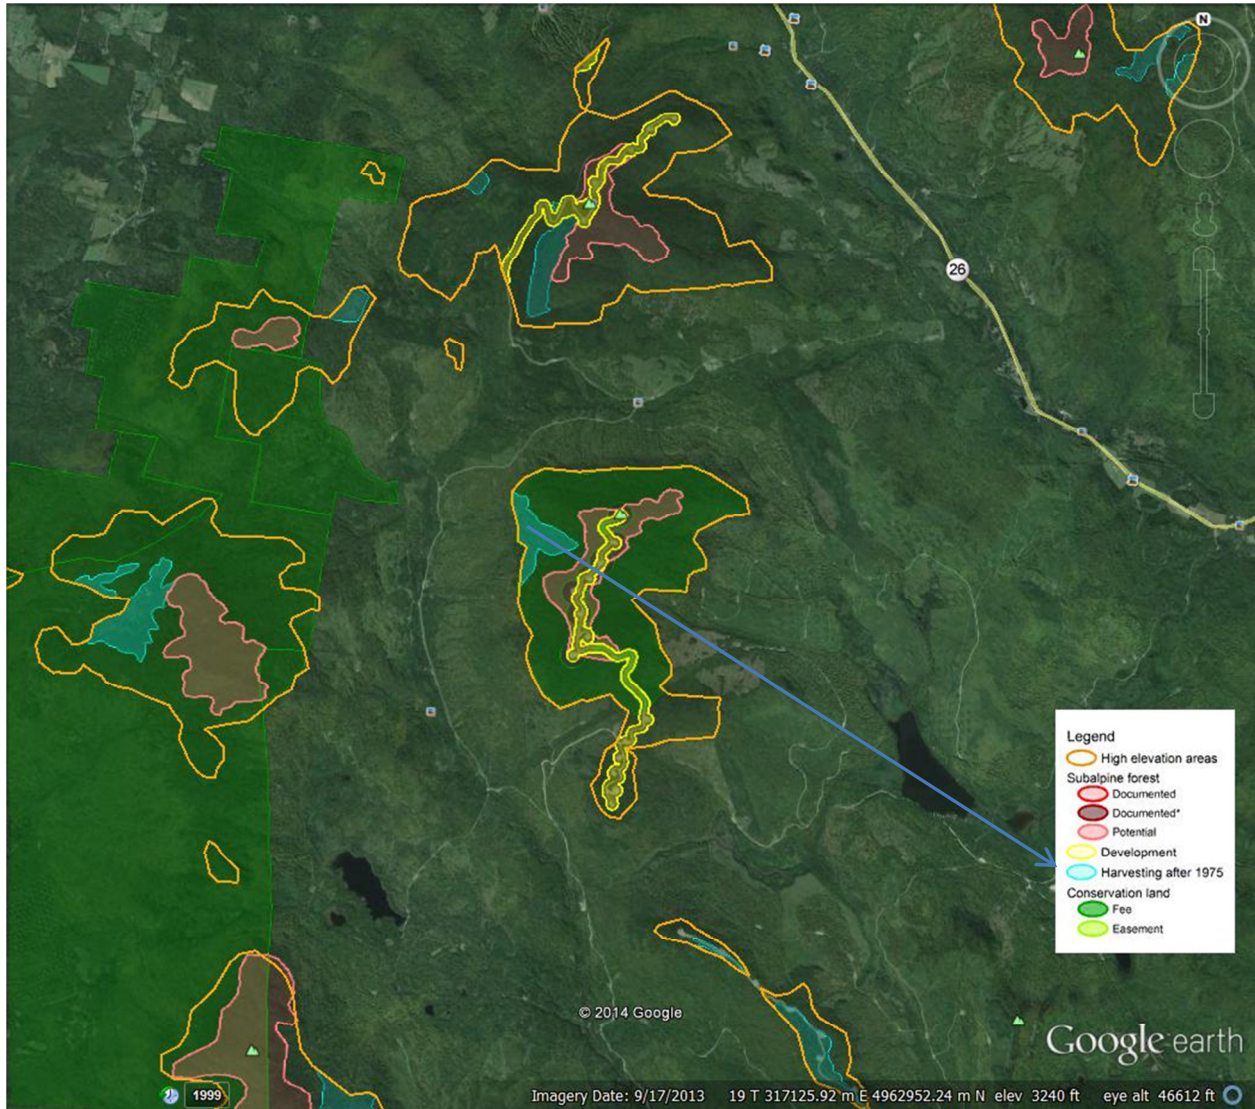 N
26
Legend
High elevation areas
Subalpine forest
Documented
Documented*
Potential
Development
Harvesting after 1975
Conservation land
Fee
Easement
© 2014 Google
Google earth
1999
Imagery Date: 9/17/2013 19 T 317125.92 m E 4962952.24 m N elev 3240 ft eye alt 46612 ft